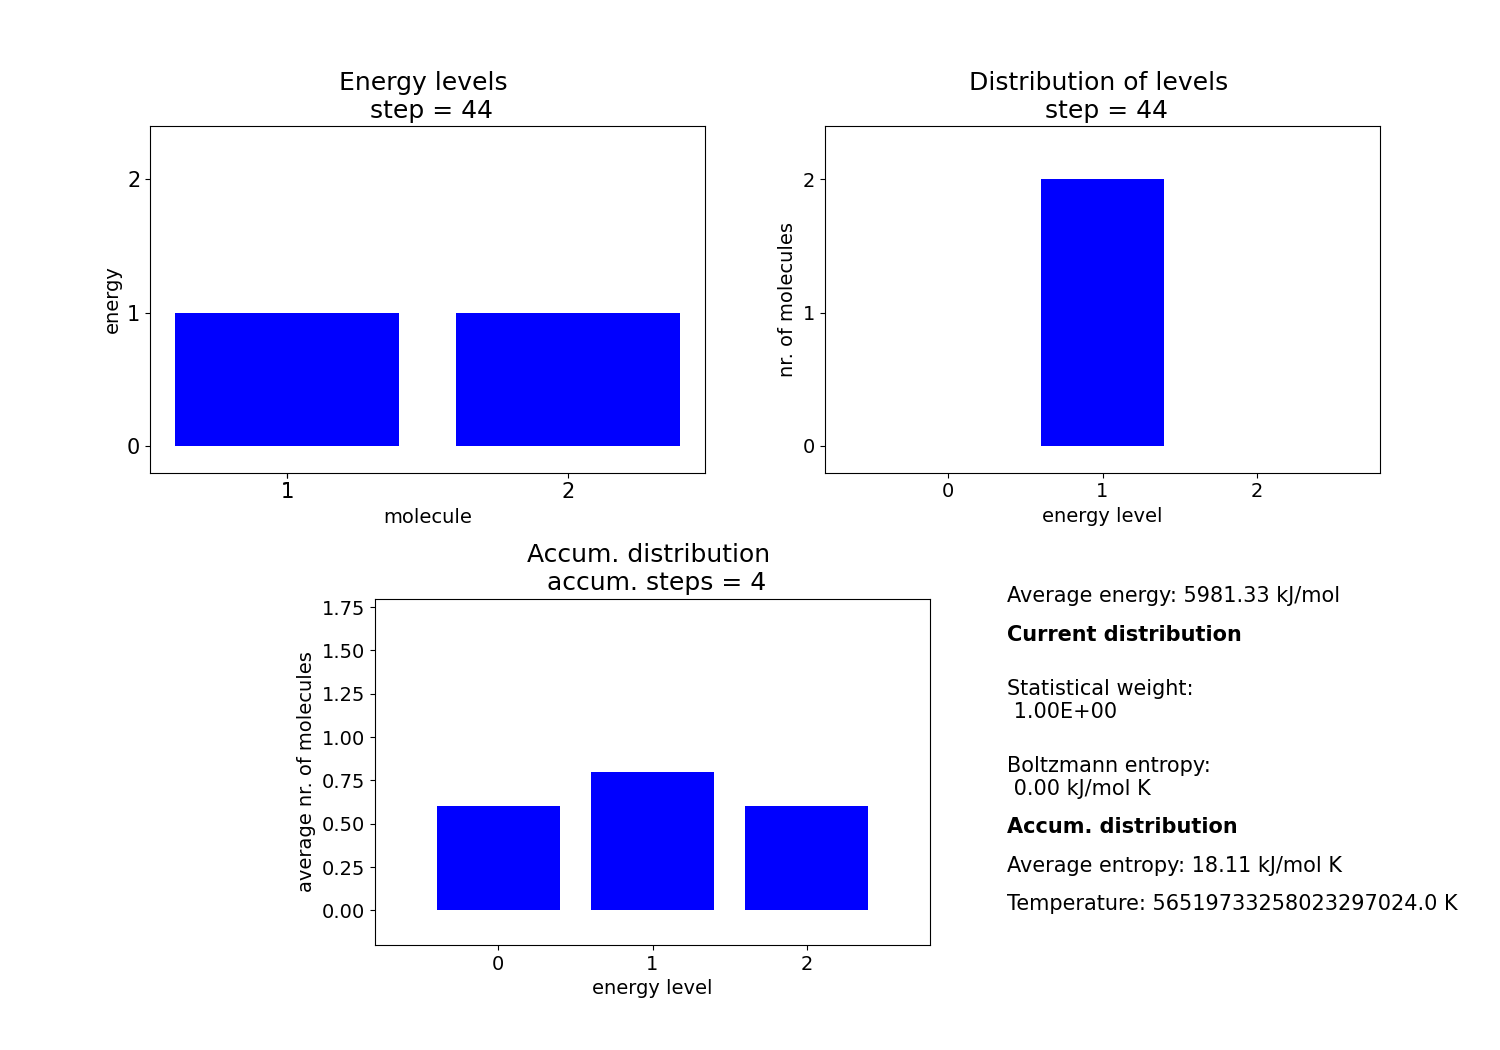 Energy levels
step = 44
2
1
0
energy
1
2
molecule
Distribution of levels
step = 44
2
1
0
nr. of molecules
0
1
2
energy level
Accum. distribution
accum. steps = 4
1.75
1.50
1.25
1.00
0.75
0.50
0.25
0.00
average nr. of molecules
0
1
2
energy level
Average energy: 5981.33 kJ/mol
Current distribution
Statistical weight:
1.00E+00
Boltzmann entropy:
0.00 kJ/mol K
Accum. distribution
Average entropy: 18.11 kJ/mol K
Temperature: 56519733258023297024.0 K